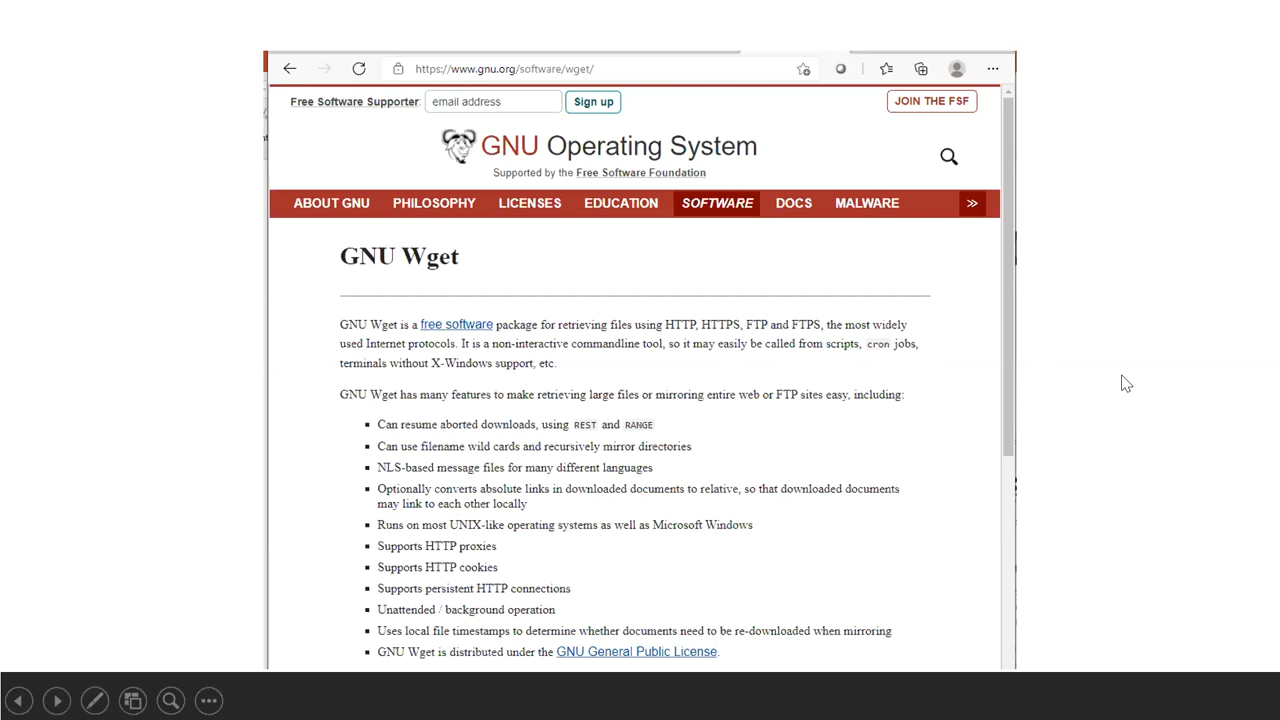 https://www.gnu.org/software/wget/
Free Software Supporter: email address Sign up JOIN THE FSF
GNU Operating System
Supported by the Free Software Foundation
ABOUT GNU PHILOSOPHY LICENSES EDUCATION SOFTWARE DOCS MALWARE »
GNU Wget
GNU Wget is a free software package for retrieving files using HTTP, HTTPS, FTP and FTPS, the most widely
used Internet protocols. It is a non-interactive commandline tool, so it may easily be called from scripts, cron jobs,
terminals without X-Windows support, etc.
GNU Wget has many features to make retrieving large files or mirroring entire web or FTP sites easy, including:
Can resume aborted downloads, using REST and RANGE
Can use filename wild cards and recursively mirror directories
NLS-based message files for many different languages
Optionally converts absolute links in downloaded documents to relative, so that downloaded documents
may link to each other locally
Runs on most UNIX-like operating systems as well as Microsoft Windows
Supports HTTP proxies
Supports HTTP cookies
Supports persistent HTTP connections
Unattended / background operation
Uses local file timestamps to determine whether documents need to be re-downloaded when mirroring
GNU Wget is distributed under the GNU General Public License.